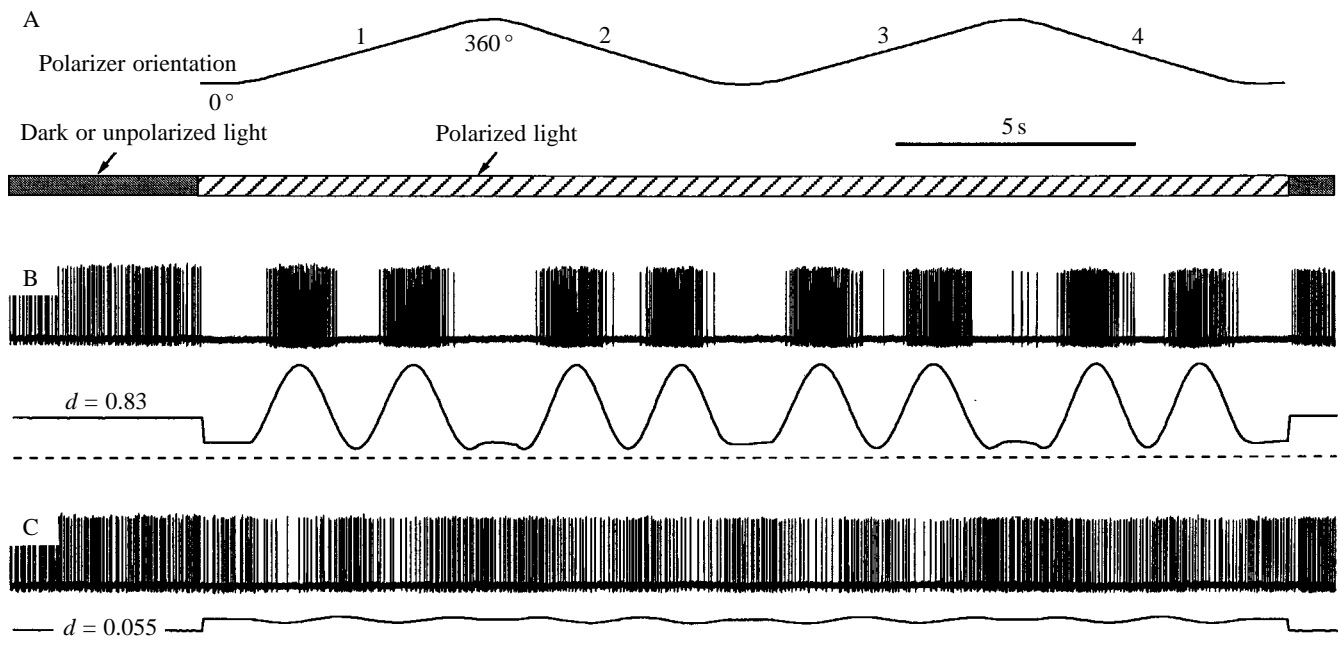 A
1
2
3
4
360°
Polarizer orientation
0°
Dark or unpolarized light
Polarized light
5 s
B
d = 0.83
C
d = 0.055